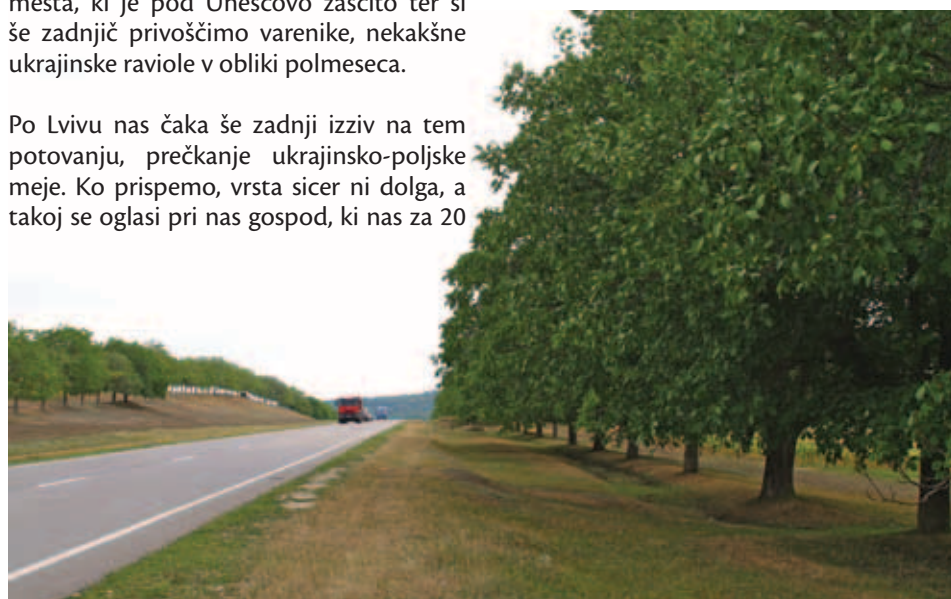 mesta, ki je pod Unescovo zaščito ter si
še zadnjič privoščimo varenike, nekakšne
ukrajinske raviole v obliki polmeseca.
Po Lvivu nas čaka še zadnji izziv na tem
potovanju, prečkanje ukrajinsko-poljske
meje. Ko prispemo, vrsta sicer ni dolga, a
takoj se oglasi pri nas gospod, ki nas za 20